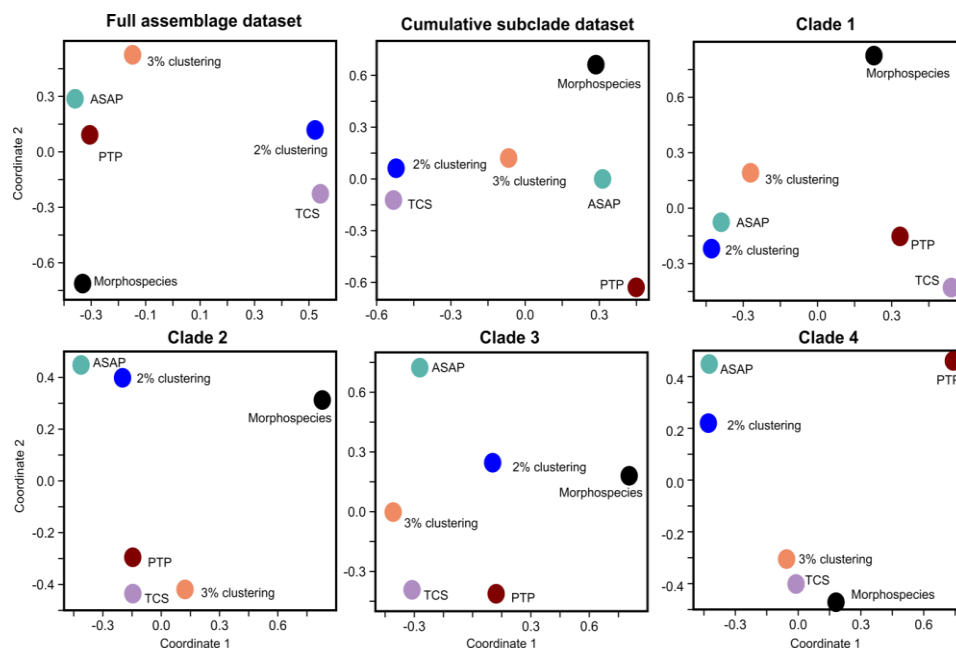 Full assemblage dataset
3% clustering
0.3
ASAP
PTP
0.0
2% clustering
Coordinate 2
-0.3
TCS
-0.6
Morphospecies
-0.3 -0.1 0.1 0.3 0.5
Cumulative subclade dataset
0.6
Morphospecies
0.3
2% clustering
3% clustering
0.0
ASAP
TCS
-0.3
-0.6
PTP
-0.6 -0.3 0.0 0.3
Clade 1
0.6
Morphospecies
0.3
3% clustering
0.0
ASAP
2% clustering
PTP
-0.3
TCS
-0.3 0.0 0.3
Clade 2
0.4
ASAP
2% clustering
Morphospecies
0.2
0.0
Coordinate 2
-0.2
PTP
-0.4
TCS
3% clustering
-0.3 0.0 0.3 0.6
Coordinate 1
Clade 3
ASAP
0.6
0.3
2% clustering
Morphospecies
0.0
3% clustering
-0.3
TCS
PTP
-0.3 0.0 0.3 0.6
Coordinate 1
Clade 4
0.4
ASAP
PTP
0.2
2% clustering
0.0
-0.2
3% clustering
-0.4
TCS
Morphospecies
-0.3 0.0 0.3 0.6
Coordinate 1